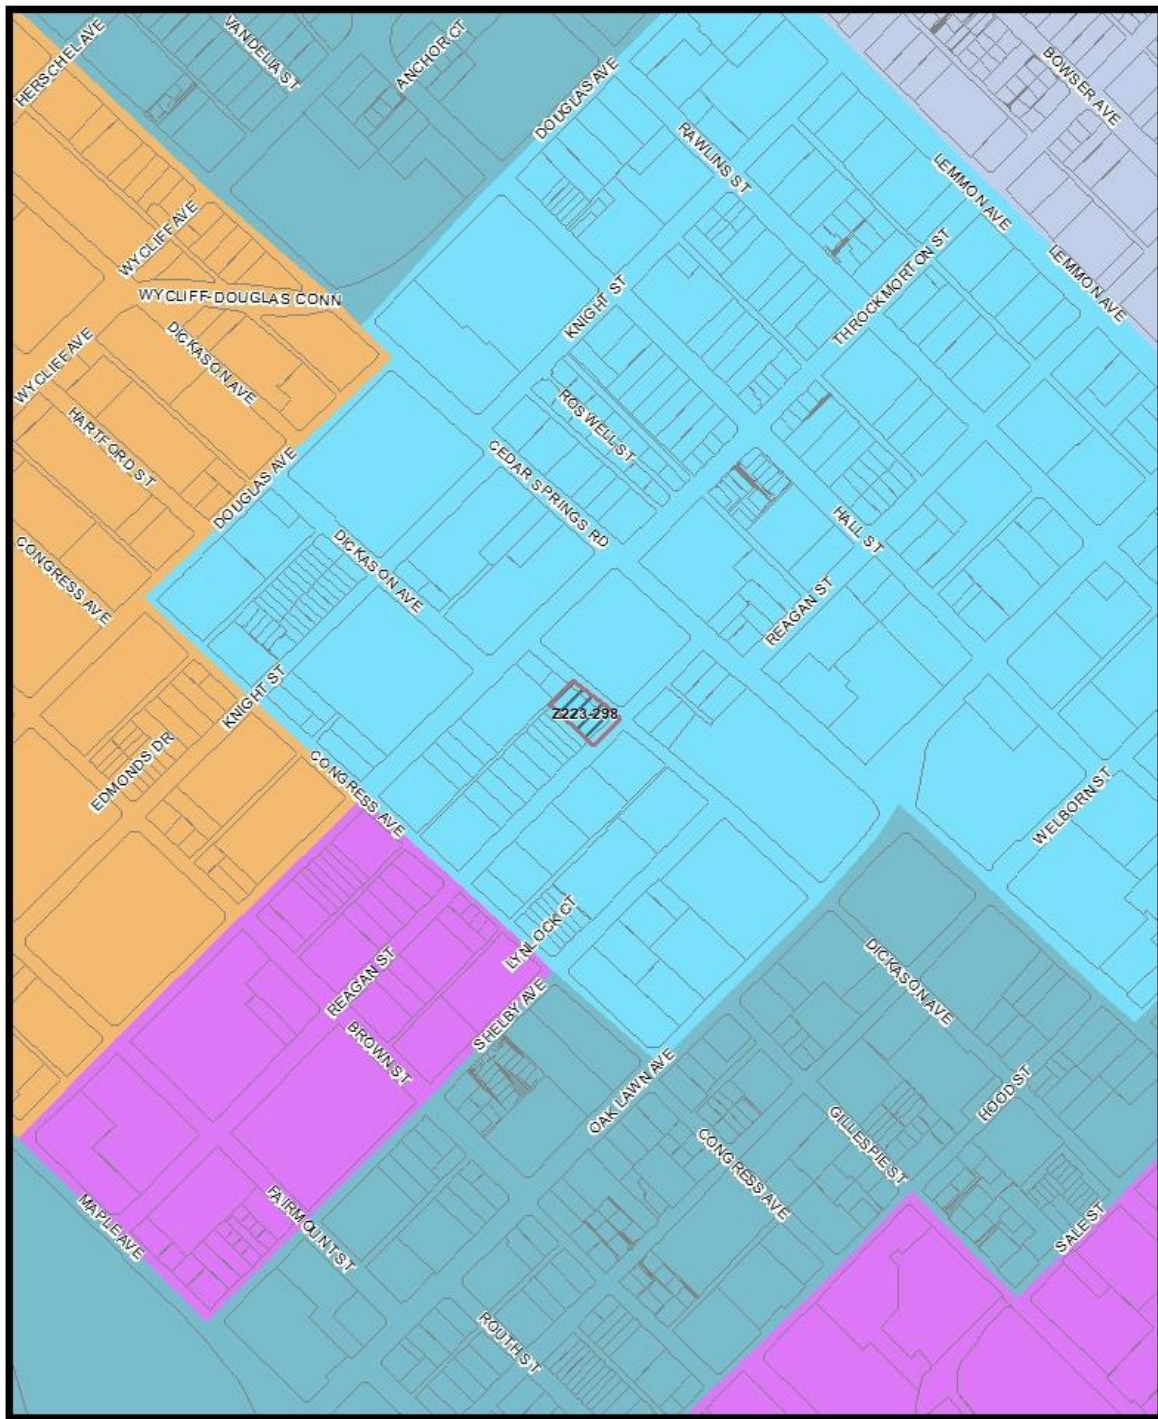 HERSCHEL AVE
VANDELIA ST
ANCHOR CT
DOUGLAS AVE
BOWSER AVE
RAWLINS ST
LEMMON AVE
LEMMON AVE
WYCLIFF AVE
WYCLIFF-DOUGLAS CONN
THROCKMORTON ST
KNIGHT ST
WYCLIFF AVE
DICKASON AVE
HARTFORD ST
ROSWELL ST
CEDAR SPRINGS RD
DOUGLAS AVE
HALL ST
CONGRESS AVE
DICKASON AVE
REAGAN ST
KNIGHT ST
Z223-298
EDMONDS DR
CONGRESS AVE
WELBORN ST
LYNLOCK CT
REAGAN ST
DICKASON AVE
SHELBY AVE
BROWN ST
OAK LAWN AVE
HOOD ST
GILLESPIE ST
CONGRESS AVE
MAPLE AVE
FAIRMOUNT ST
SALE ST
ROUTH ST